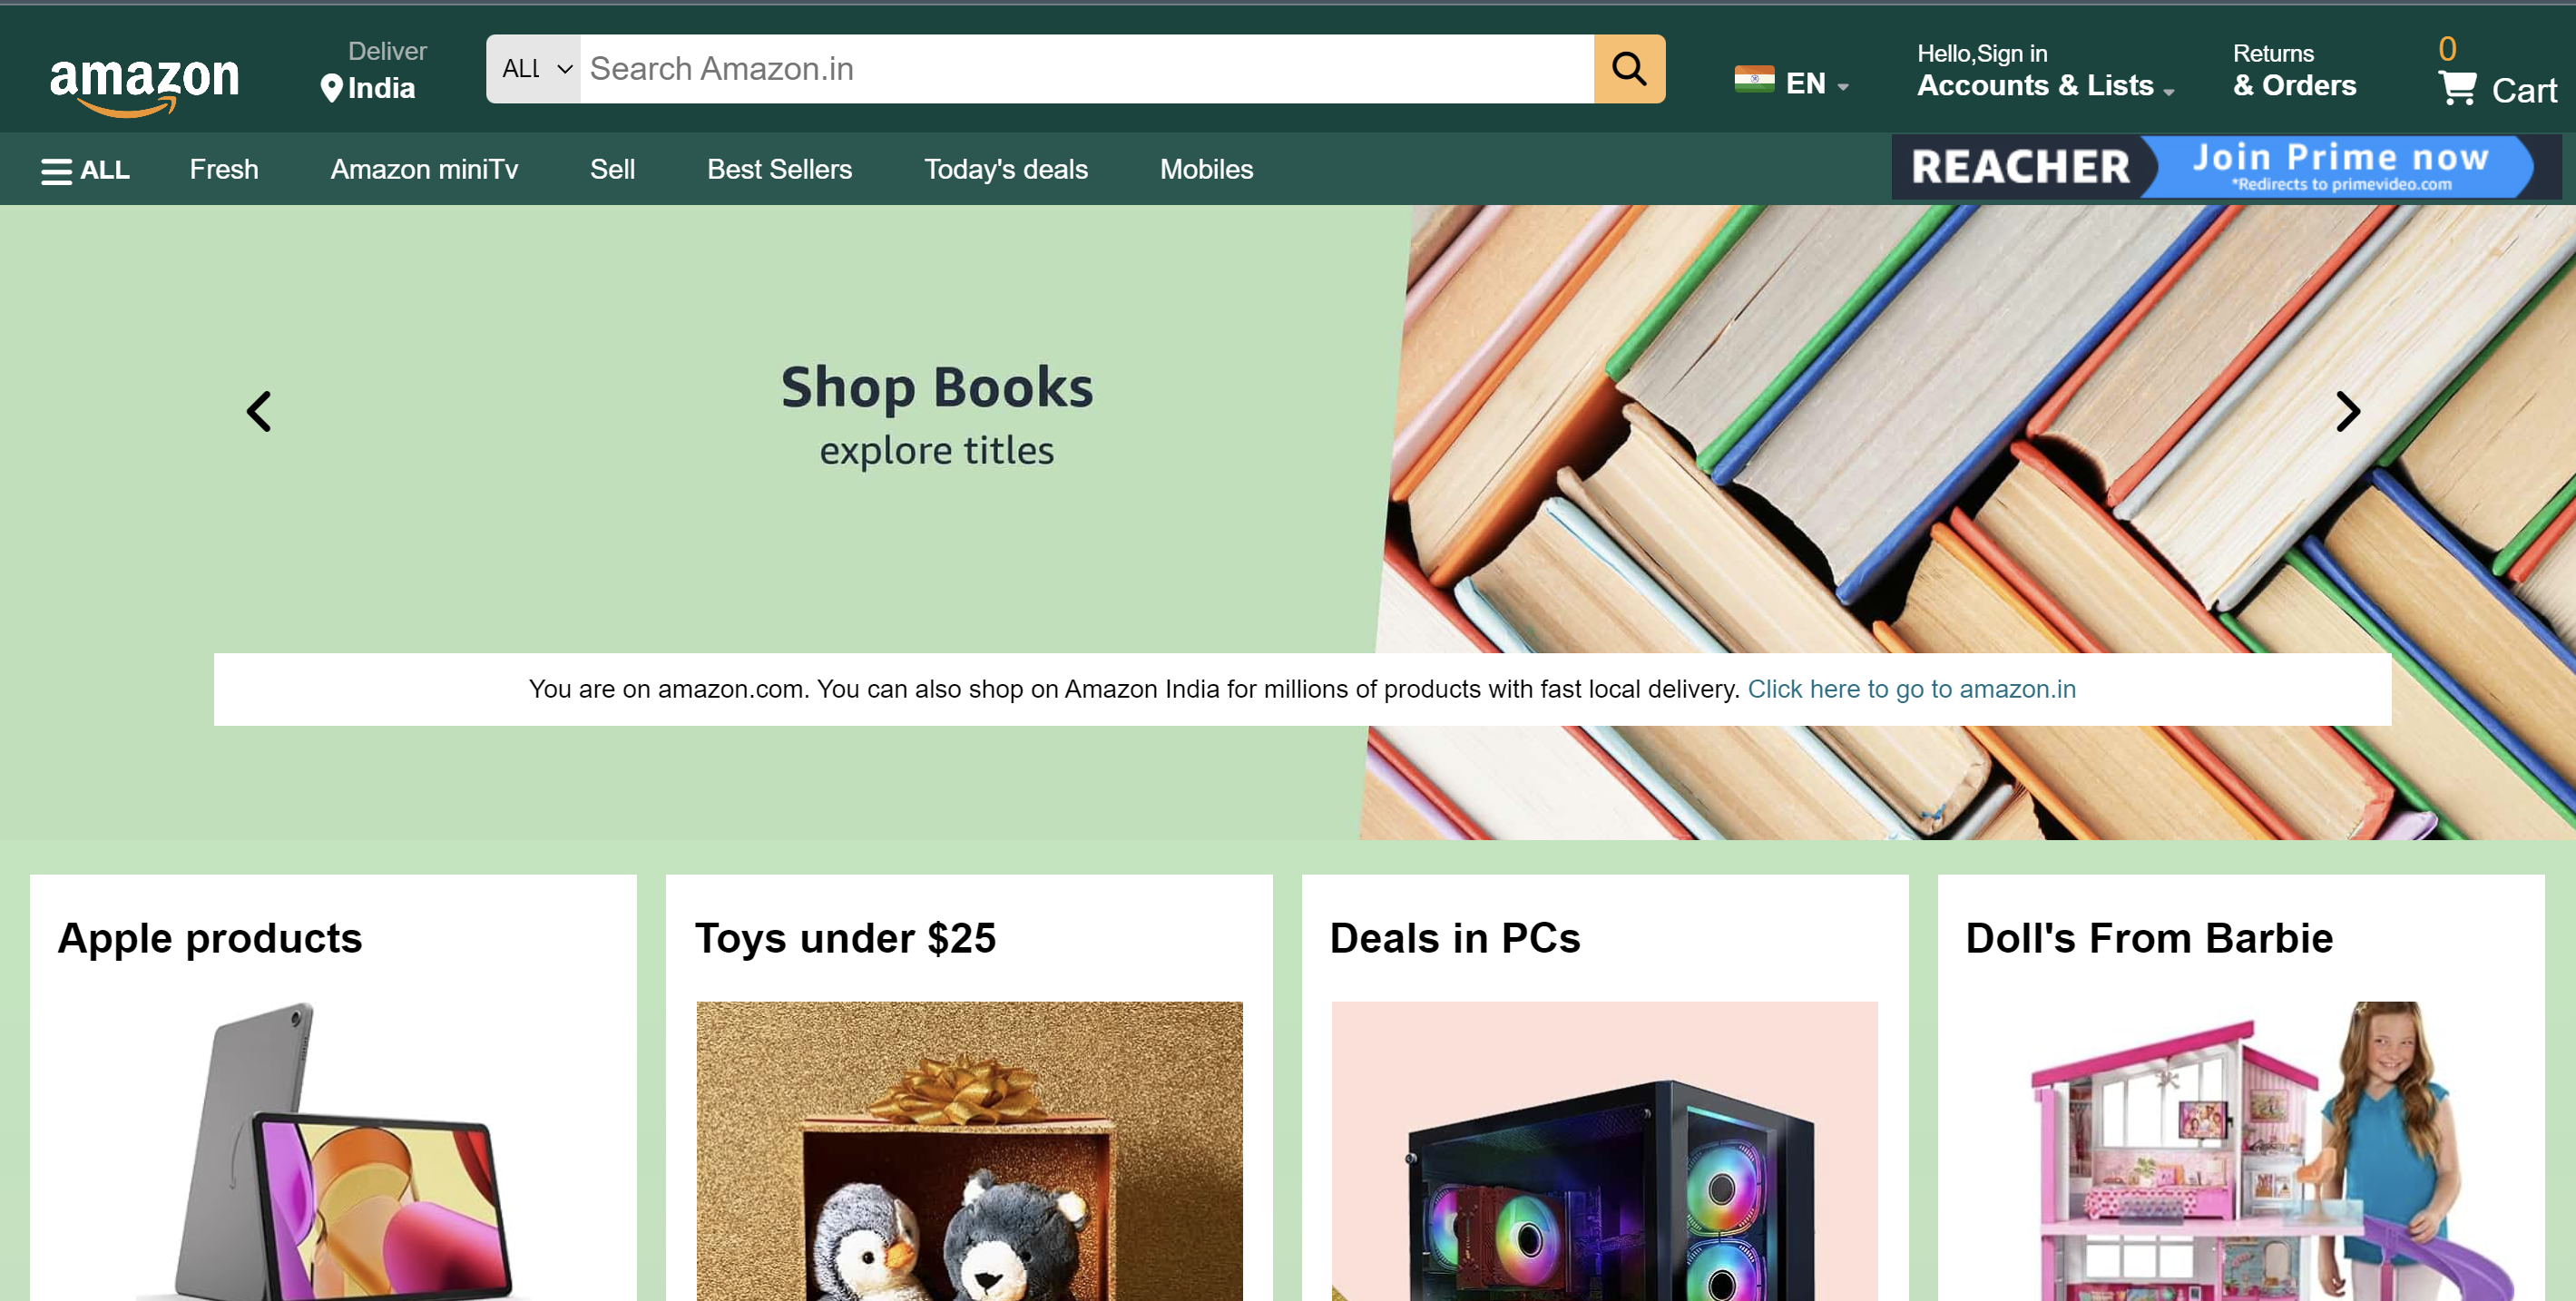 amazon
Deliver
India
ALL
Search Amazon.in
EN
Hello,Sign in
Accounts & Lists
Returns
& Orders
0
Cart
ALL
Fresh
Amazon miniTv
Sell
Best Sellers
Today's deals
Mobiles
REACHER
Join Prime now
*Redirects to primevideo.com
Shop Books
explore titles
You are on amazon.com. You can also shop on Amazon India for millions of products with fast local delivery. Click here to go to amazon.in
Apple products
Toys under $25
Deals in PCs
Doll's From Barbie